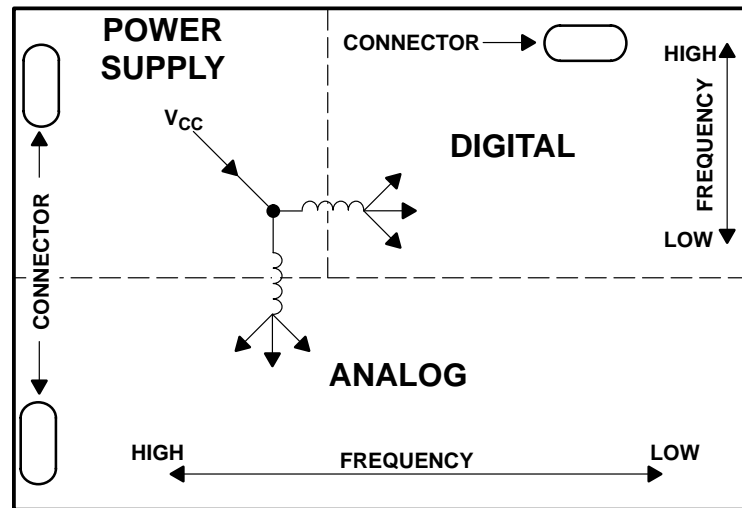 POWER
SUPPLY
CONNECTOR
HIGH
FREQUENCY
LOW
VCC
DIGITAL
CONNECTOR
ANALOG
HIGH
FREQUENCY
LOW